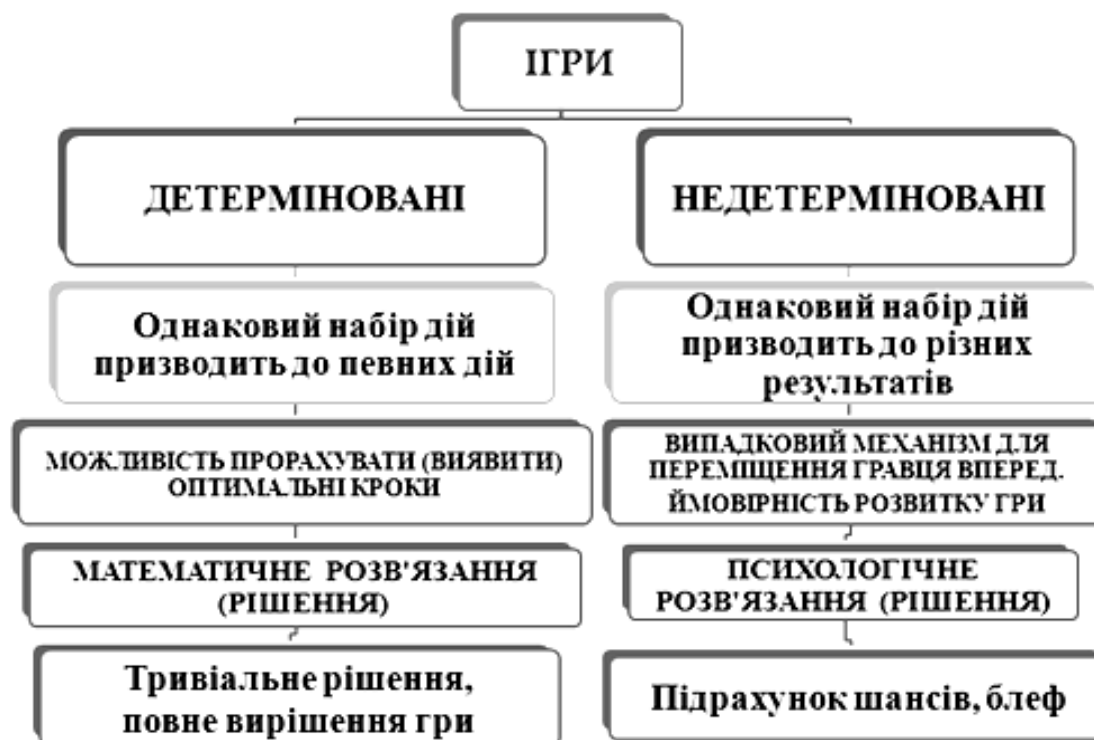 ІГРИ
ДЕТЕРМІНОВАНІ
Однаковий набір дій
призводить до певних дій
МОЖЛИВІСТЬ ПРОРАХУВАТИ (ВИЯВИТИ)
ОПТИМАЛЬНІ КРОКИ
МАТЕМАТИЧНЕ РОЗВ'ЯЗАННЯ
(РІШЕННЯ)
Тривіальне рішення,
повне вирішення гри
НЕДЕТЕРМІНОВАНІ
Однаковий набір дій
призводить до різних
результатів
ВИПАДКОВИЙ МЕХАНІЗМ ДЛЯ
ПЕРЕМІЩЕННЯ ГРАВЦЯ ВПЕРЕД.
ЙМОВІРНІСТЬ РОЗВИТКУ ГРИ
ПСИХОЛОГІЧНЕ
РОЗВ'ЯЗАННЯ (РІШЕННЯ)
Підрахунок шансів, блеф